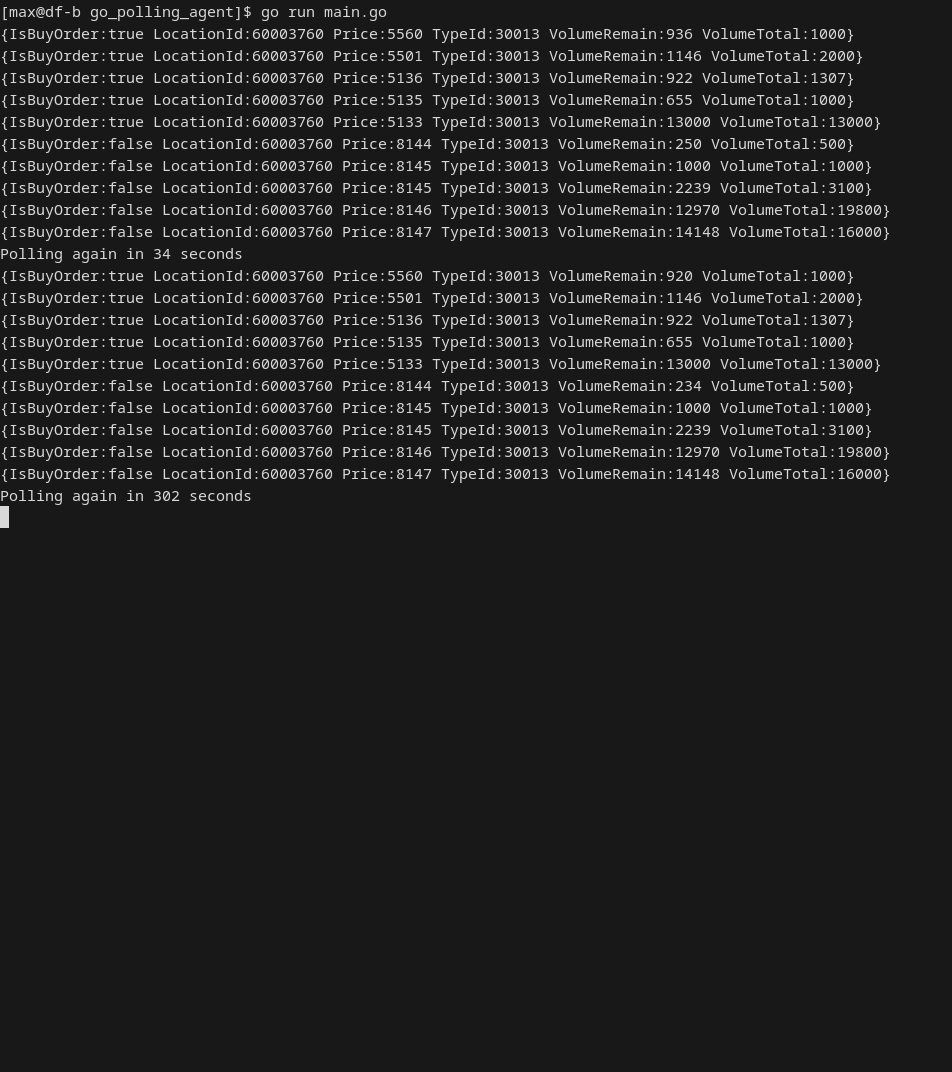 [max@df-b go_polling_agent]$ go run main.go
{IsBuyOrder:true LocationId:60003760 Price:5560 TypeId:30013 VolumeRemain:936 VolumeTotal:1000}
{IsBuyOrder:true LocationId:60003760 Price:5501 TypeId:30013 VolumeRemain:1146 VolumeTotal:2000}
{IsBuyOrder:true LocationId:60003760 Price:5136 TypeId:30013 VolumeRemain:922 VolumeTotal:1307}
{IsBuyOrder:true LocationId:60003760 Price:5135 TypeId:30013 VolumeRemain:655 VolumeTotal:1000}
{IsBuyOrder:true LocationId:60003760 Price:5133 TypeId:30013 VolumeRemain:13000 VolumeTotal:13000}
{IsBuyOrder:false LocationId:60003760 Price:8144 TypeId:30013 VolumeRemain:250 VolumeTotal:500}
{IsBuyOrder:false LocationId:60003760 Price:8145 TypeId:30013 VolumeRemain:1000 VolumeTotal:1000}
{IsBuyOrder:false LocationId:60003760 Price:8145 TypeId:30013 VolumeRemain:2239 VolumeTotal:3100}
{IsBuyOrder:false LocationId:60003760 Price:8146 TypeId:30013 VolumeRemain:12970 VolumeTotal:19800}
{IsBuyOrder:false LocationId:60003760 Price:8147 TypeId:30013 VolumeRemain:14148 VolumeTotal:16000}
Polling again in 34 seconds
{IsBuyOrder:true LocationId:60003760 Price:5560 TypeId:30013 VolumeRemain:920 VolumeTotal:1000}
{IsBuyOrder:true LocationId:60003760 Price:5501 TypeId:30013 VolumeRemain:1146 VolumeTotal:2000}
{IsBuyOrder:true LocationId:60003760 Price:5136 TypeId:30013 VolumeRemain:922 VolumeTotal:1307}
{IsBuyOrder:true LocationId:60003760 Price:5135 TypeId:30013 VolumeRemain:655 VolumeTotal:1000}
{IsBuyOrder:true LocationId:60003760 Price:5133 TypeId:30013 VolumeRemain:13000 VolumeTotal:13000}
{IsBuyOrder:false LocationId:60003760 Price:8144 TypeId:30013 VolumeRemain:234 VolumeTotal:500}
{IsBuyOrder:false LocationId:60003760 Price:8145 TypeId:30013 VolumeRemain:1000 VolumeTotal:1000}
{IsBuyOrder:false LocationId:60003760 Price:8145 TypeId:30013 VolumeRemain:2239 VolumeTotal:3100}
{IsBuyOrder:false LocationId:60003760 Price:8146 TypeId:30013 VolumeRemain:12970 VolumeTotal:19800}
{IsBuyOrder:false LocationId:60003760 Price:8147 TypeId:30013 VolumeRemain:14148 VolumeTotal:16000}
Polling again in 302 seconds